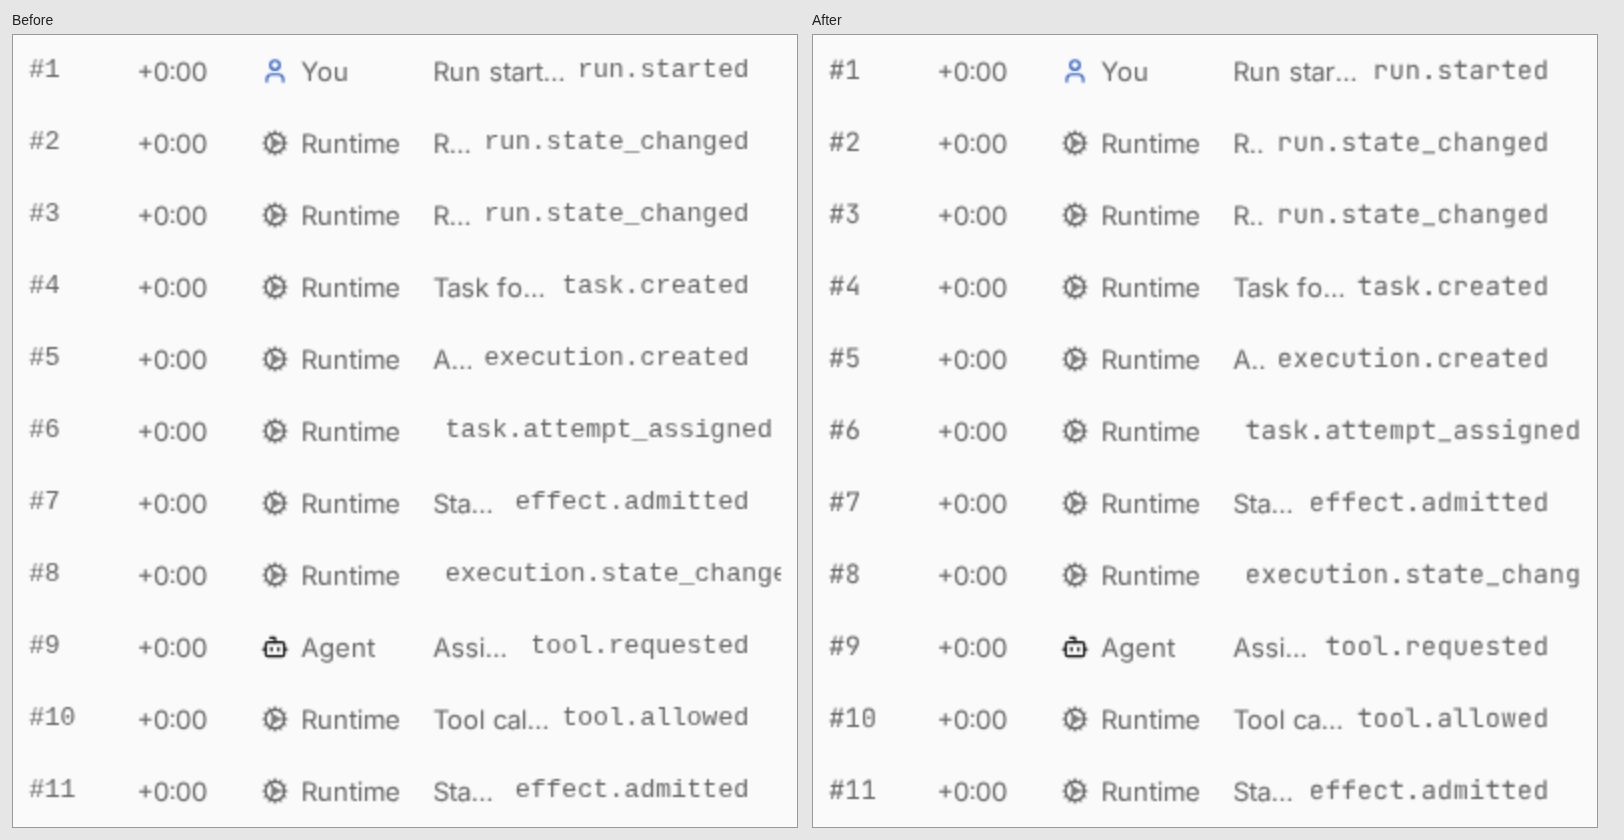 Before
#1 +0:00 You Run start... run.started
#2 +0:00 Runtime R... run.state_changed
#3 +0:00 Runtime R... run.state_changed
#4 +0:00 Runtime Task fo... task.created
#5 +0:00 Runtime A... execution.created
#6 +0:00 Runtime task.attempt_assigned
#7 +0:00 Runtime Sta... effect.admitted
#8 +0:00 Runtime execution.state_change
#9 +0:00 Agent Assi... tool.requested
#10 +0:00 Runtime Tool cal... tool.allowed
#11 +0:00 Runtime Sta... effect.admitted
After
#1 +0:00 You Run star... run.started
#2 +0:00 Runtime R.. run.state_changed
#3 +0:00 Runtime R.. run.state_changed
#4 +0:00 Runtime Task fo... task.created
#5 +0:00 Runtime A.. execution.created
#6 +0:00 Runtime task.attempt_assigned
#7 +0:00 Runtime Sta... effect.admitted
#8 +0:00 Runtime execution.state_chang
#9 +0:00 Agent Assi... tool.requested
#10 +0:00 Runtime Tool ca... tool.allowed
#11 +0:00 Runtime Sta... effect.admitted